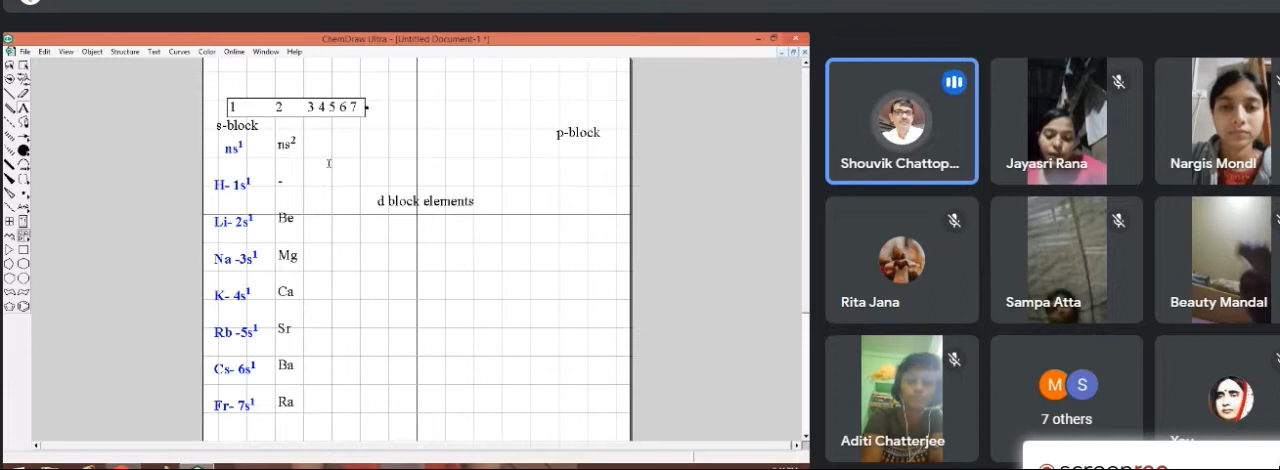 ChemDraw Ultra - [Untitled Document-1 *]
File Edit View Object Structure Text Curves Color Online Window Help
1 2 3 4 5 6 7
s-block
p-block
ns¹ ns²
H- 1s¹ -
d block elements
Li- 2s¹ Be
Na -3s¹ Mg
K- 4s¹ Ca
Rb -5s¹ Sr
Cs- 6s¹ Ba
Fr- 7s¹ Ra
Shouvik Chattop...
Jayasri Rana
Nargis Mondl
Rita Jana
Sampa Atta
Beauty Mandal
Aditi Chatterjee
M S
7 others
You